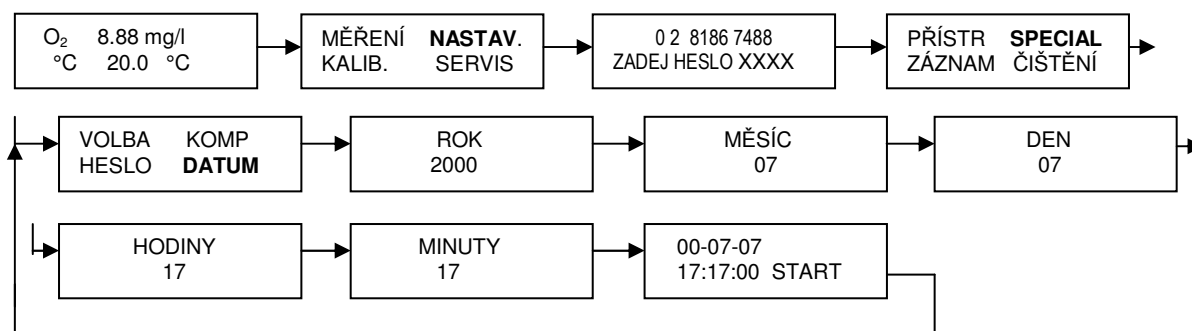 O₂ 8.88 mg/l
°C 20.0 °C
MĚŘENÍ NASTAV.
KALIB. SERVIS
0 2 8186 7488
ZADEJ HESLO XXXX
PŘÍSTR SPECIAL
ZÁZNAM ČIŠTĚNÍ
VOLBA KOMP
HESLO DATUM
ROK
2000
MĚSÍC
07
DEN
07
HODINY
17
MINUTY
17
00-07-07
17:17:00 START